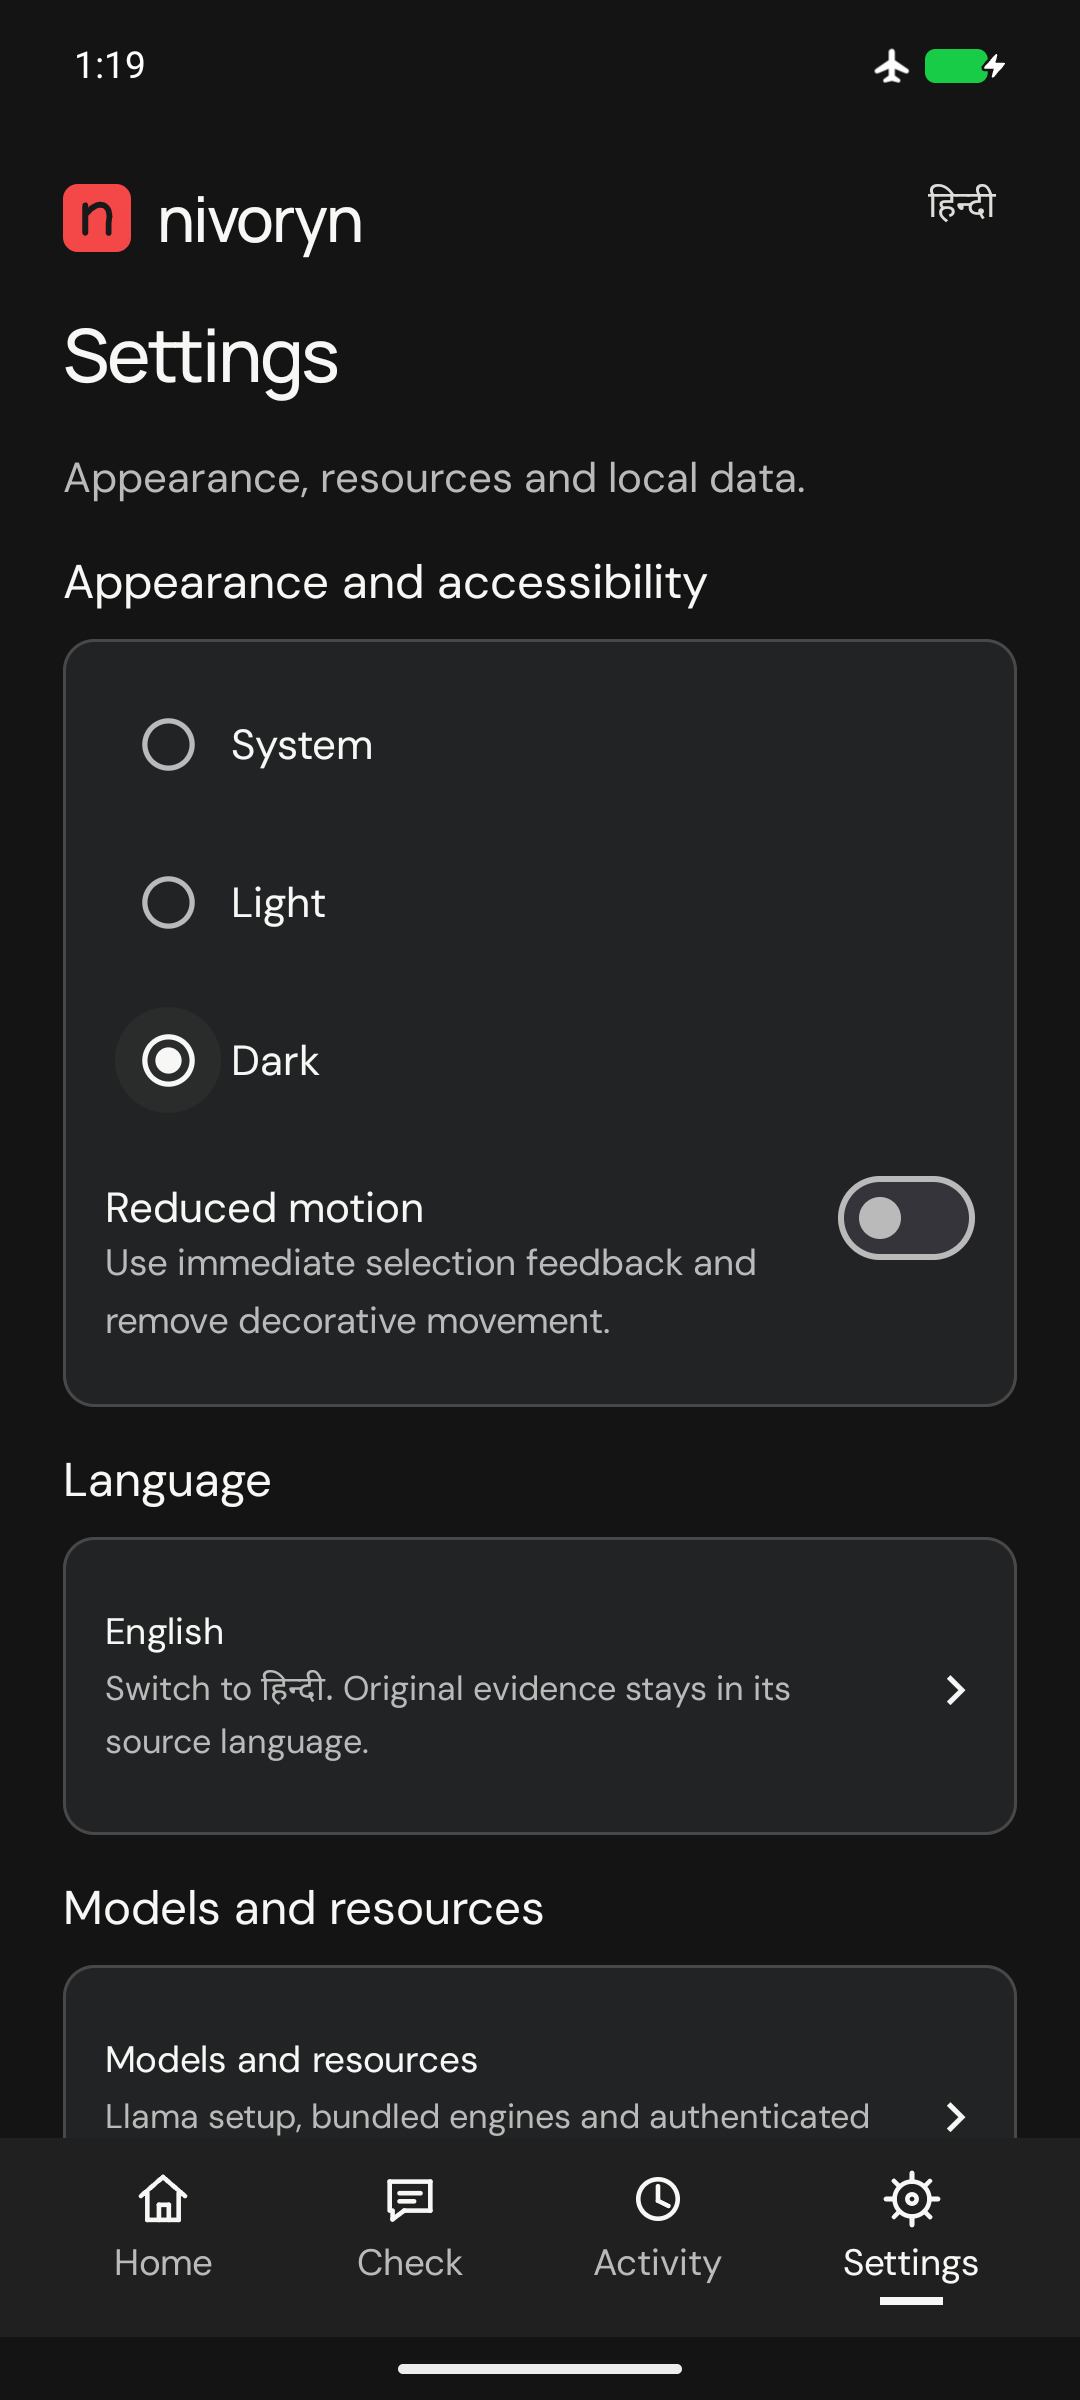 1:19
n nivoryn
हिन्दी
Settings
Appearance, resources and local data.
Appearance and accessibility
System
Light
Dark
Reduced motion
Use immediate selection feedback and
remove decorative movement.
Language
English
Switch to हिन्दी. Original evidence stays in its
source language.
Models and resources
Models and resources
Llama setup, bundled engines and authenticated
Home
Check
Activity
Settings